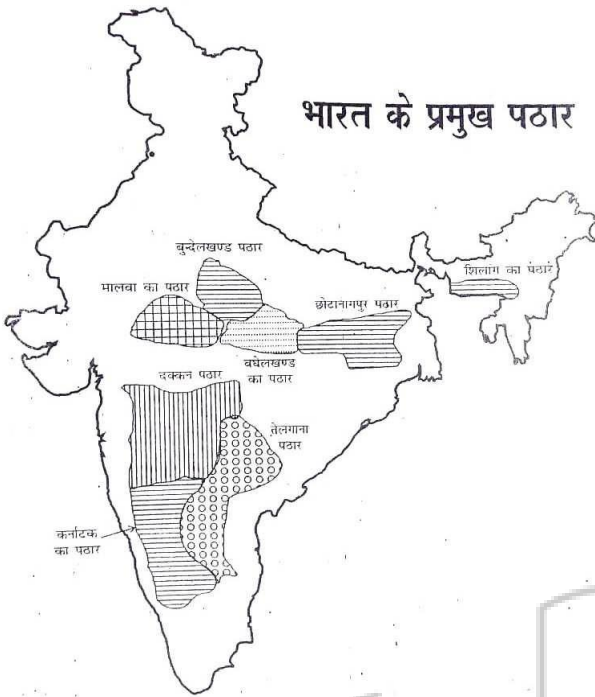 भारत के प्रमुख पठार
बुन्देलखण्ड पठार
मालवा का पठार
शिलांग का पठार
छोटानागपुर पठार
बघेलखण्ड
का पठार
दक्कन पठार
तेलगाना
पठार
कर्नाटक
का पठार